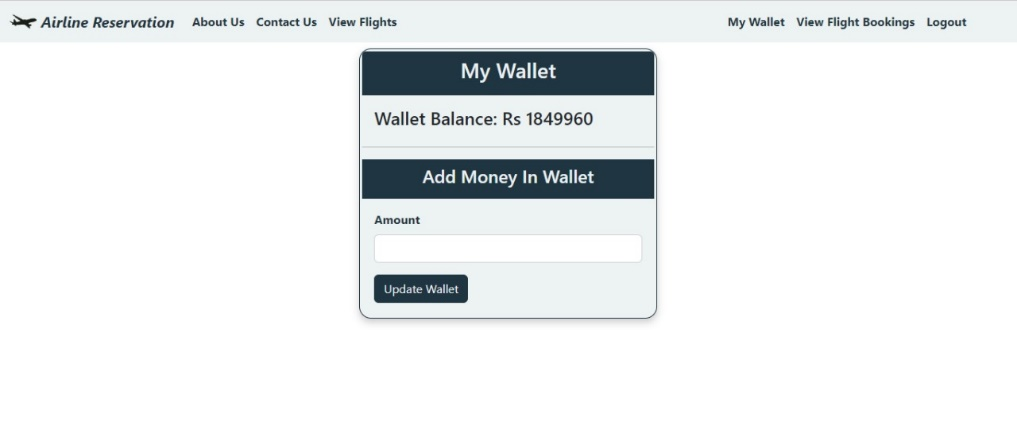 Airline Reservation About Us Contact Us View Flights My Wallet View Flight Bookings Logout
My Wallet
Wallet Balance: Rs 1849960
Add Money In Wallet
Amount
Update Wallet